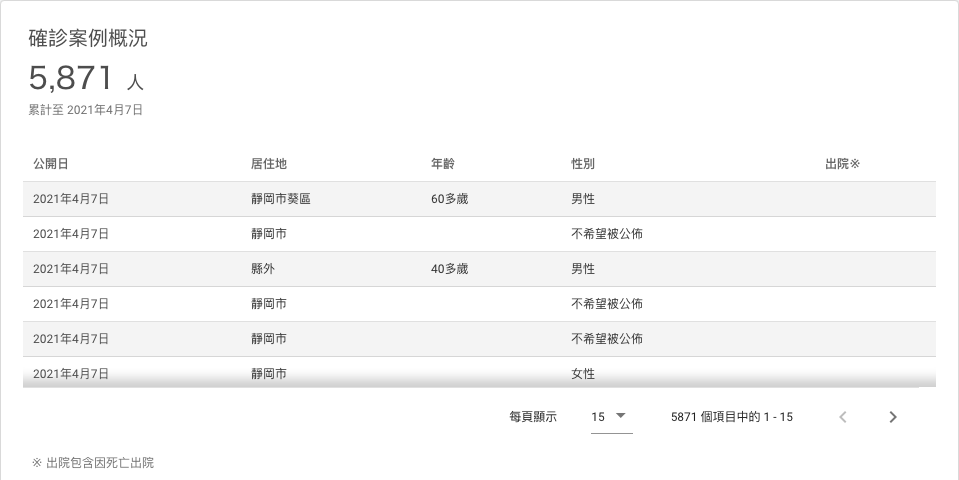 確診案例概況
5,871 人
累計至 2021年4月7日
公開日 居住地 年齡 性別 出院※
2021年4月7日 靜岡市葵區 60多歲 男性
2021年4月7日 靜岡市 不希望被公佈
2021年4月7日 縣外 40多歲 男性
2021年4月7日 靜岡市 不希望被公佈
2021年4月7日 靜岡市 不希望被公佈
2021年4月7日 靜岡市 女性
每頁顯示 15 5871 個項目中的 1 - 15
※ 出院包含因死亡出院